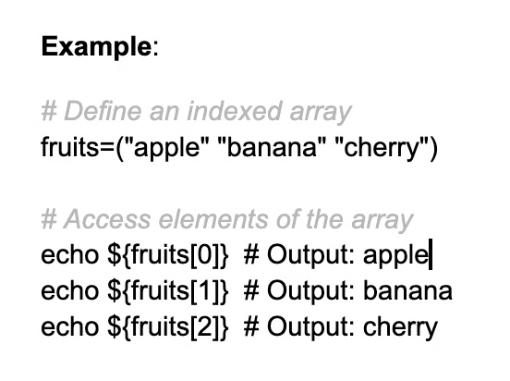 Example:
# Define an indexed array
fruits=("apple" "banana" "cherry")
# Access elements of the array
echo ${fruits[0]}  # Output: apple
echo ${fruits[1]}  # Output: banana
echo ${fruits[2]}  # Output: cherry